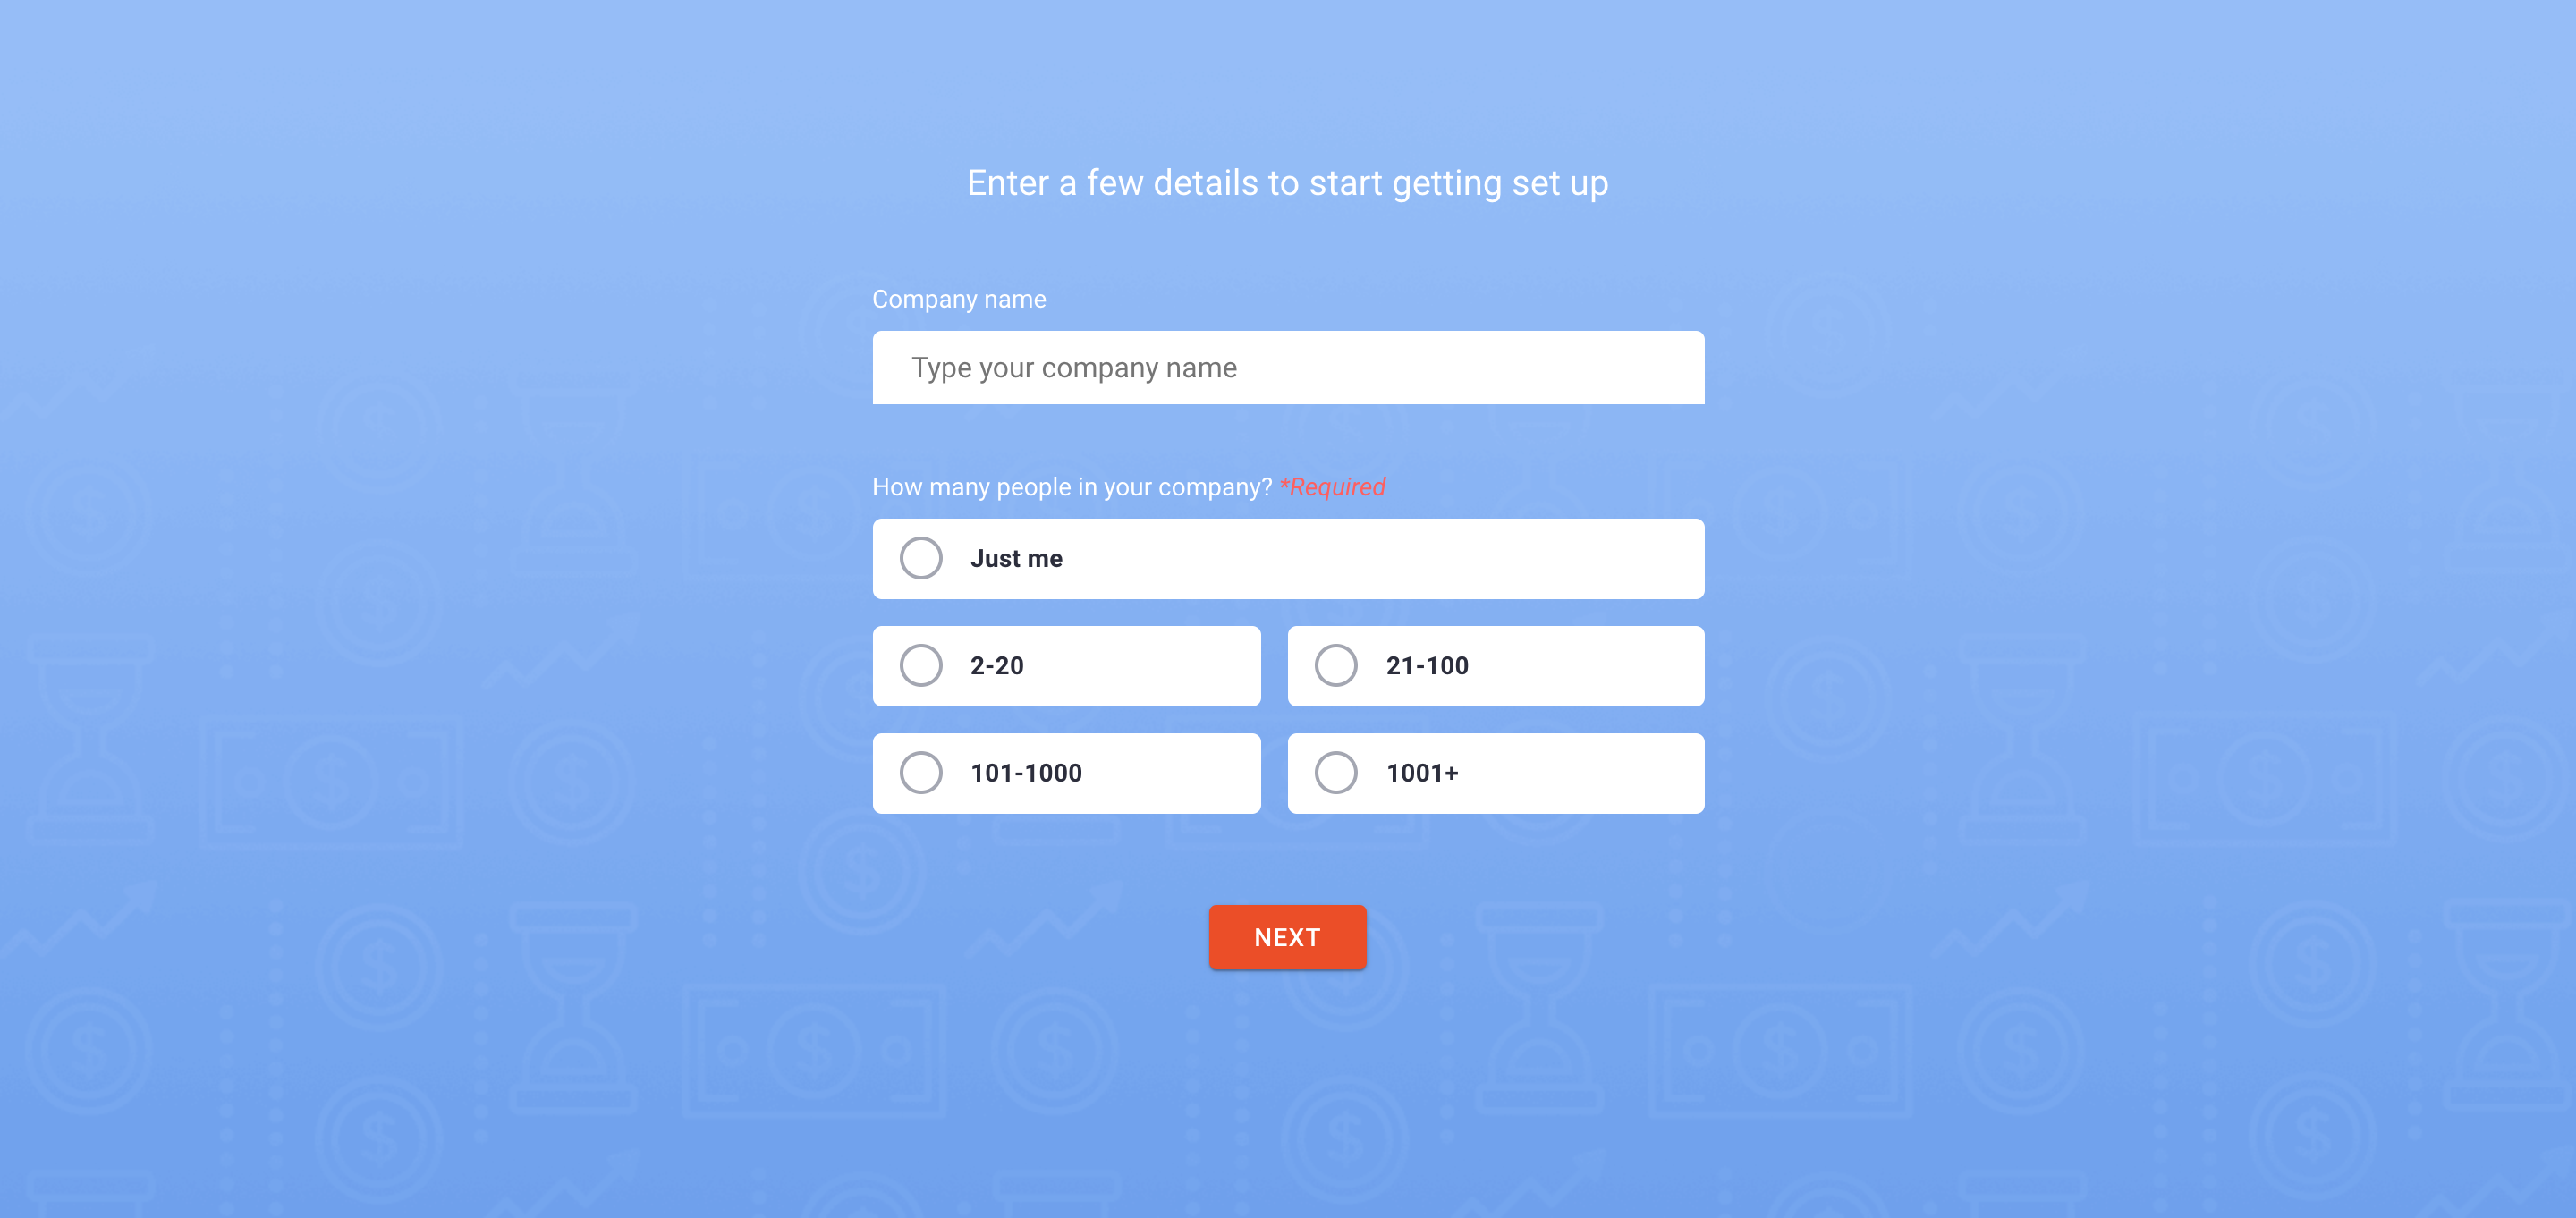 Enter a few details to start getting set up
Company name
Type your company name
How many people in your company? *Required
Just me
2-20
21-100
101-1000
1001+
NEXT